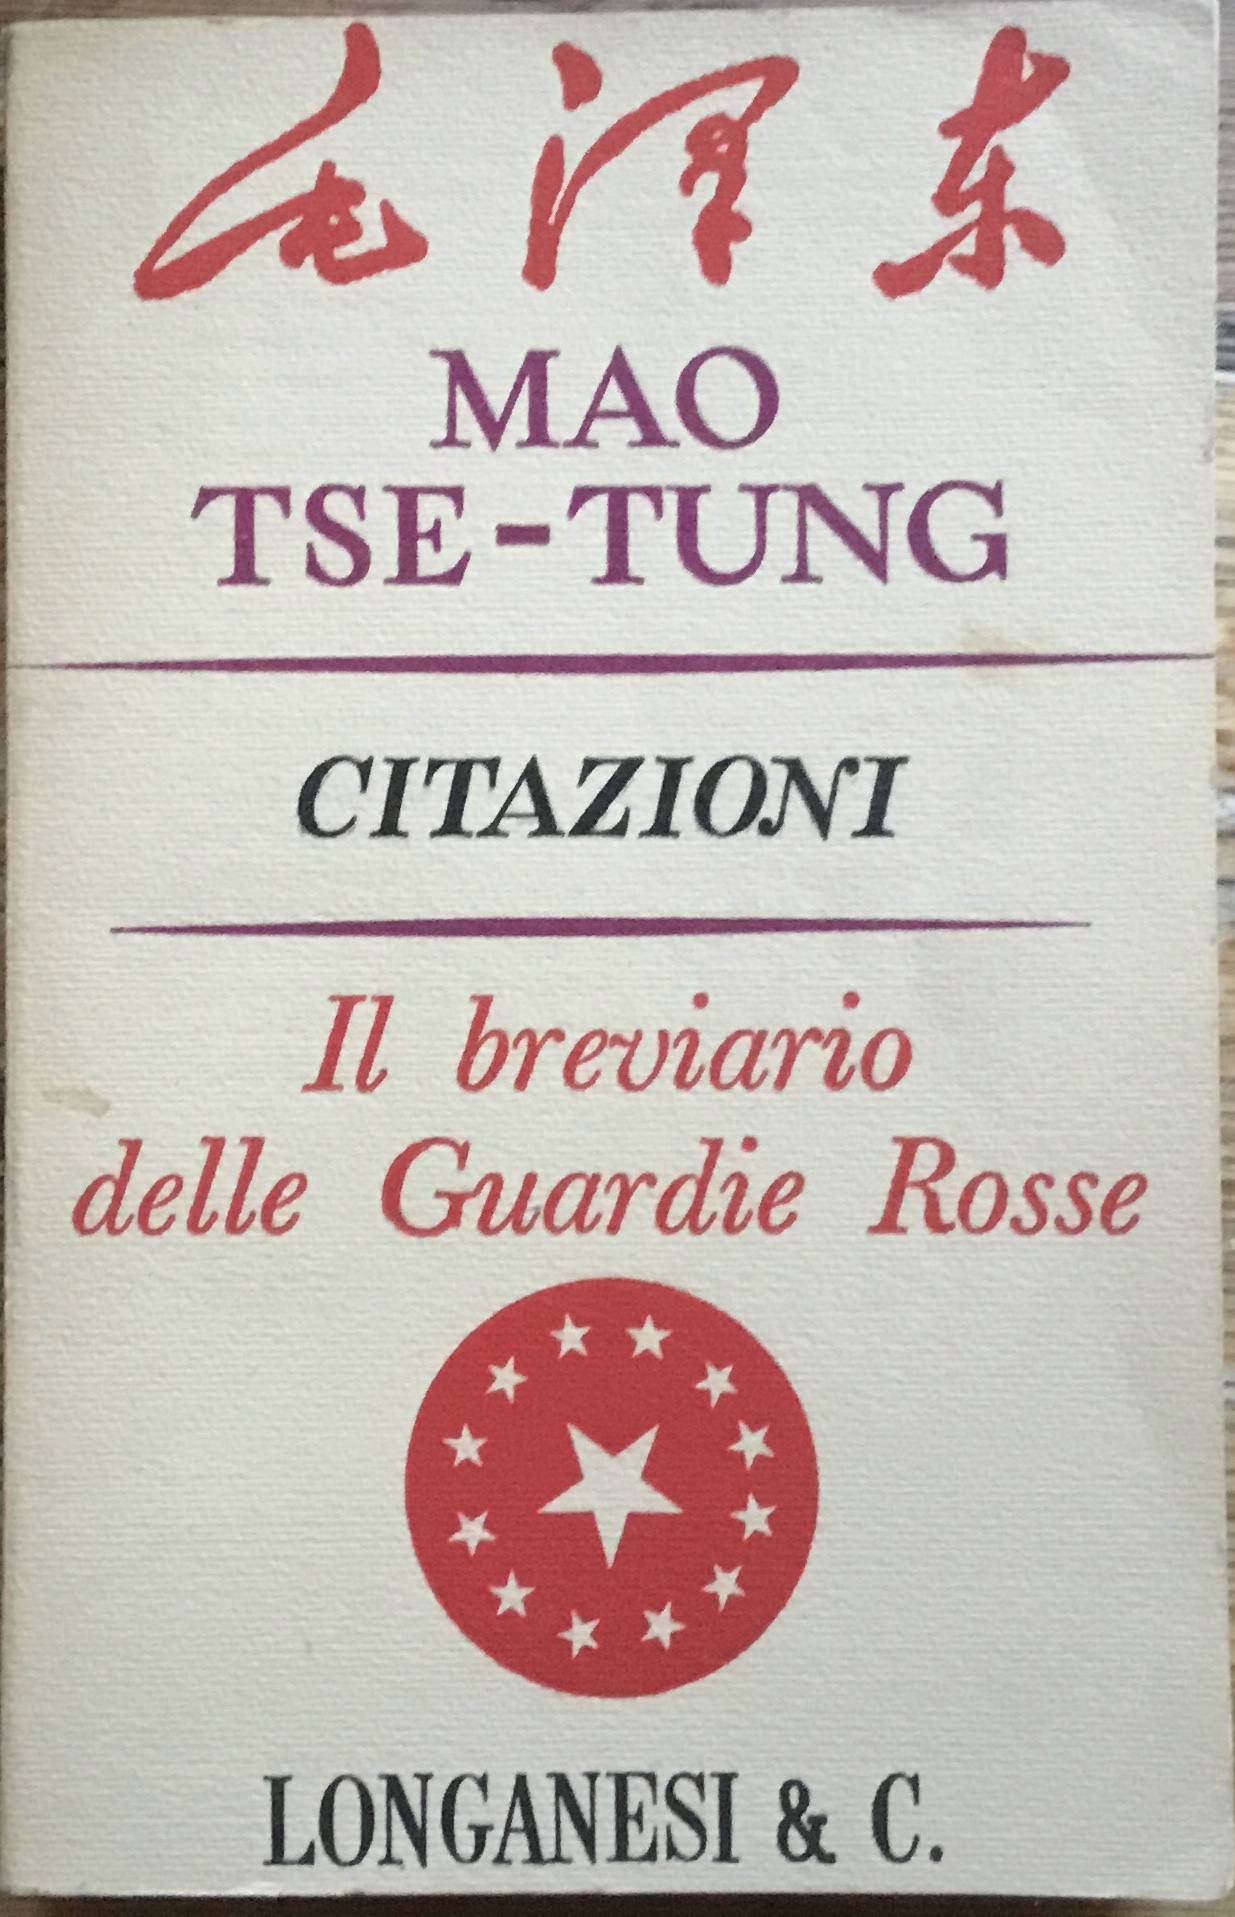 毛泽东
MAO
TSE-TUNG
CITAZIONI
Il breviario
delle Guardie Rosse
LONGANESI & C.